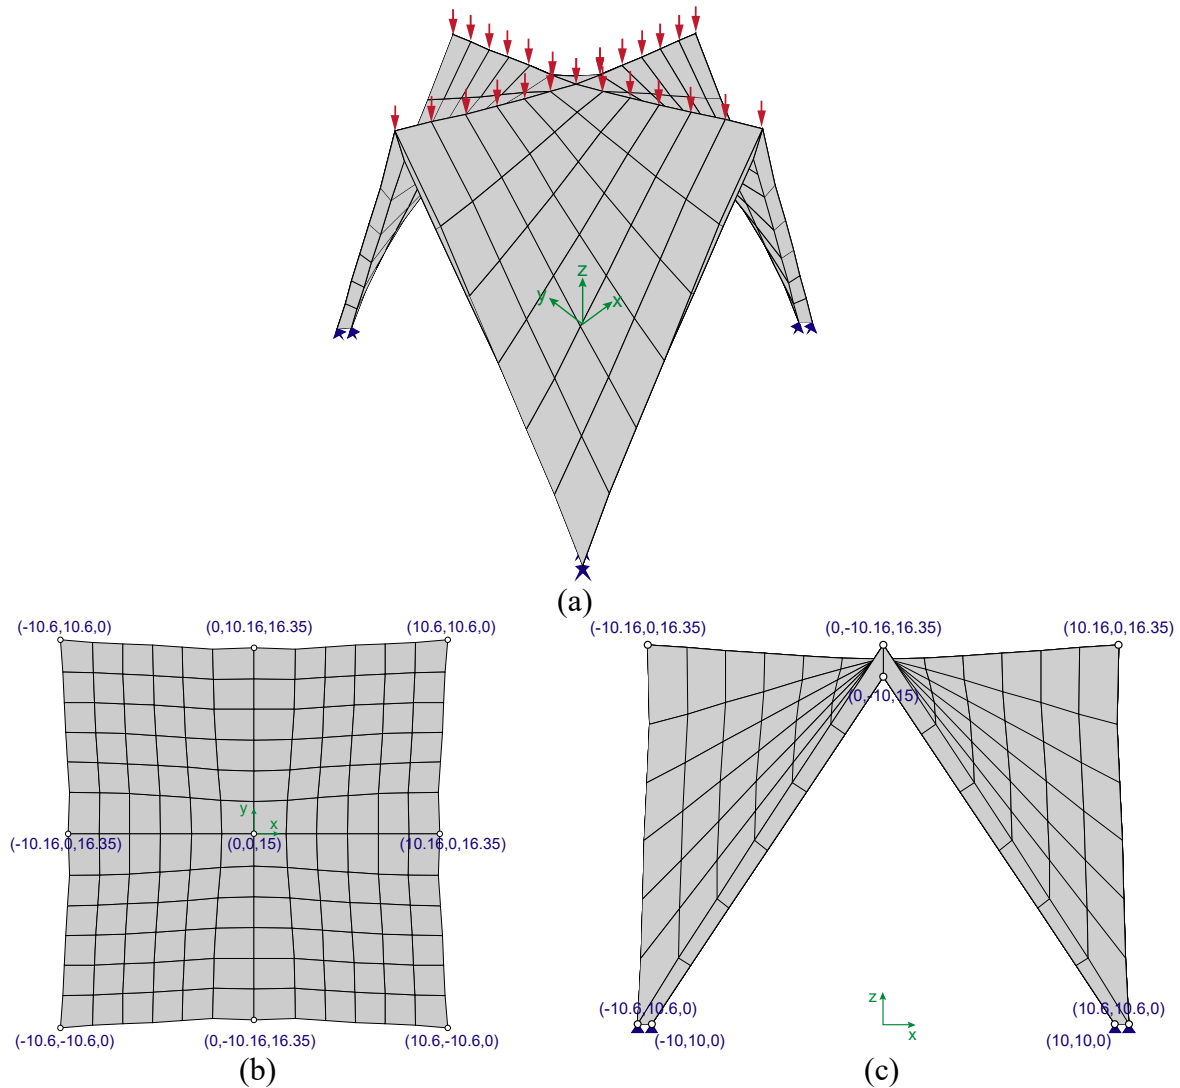 z
y
x
(a)
(-10.6,10.6,0)
(0,10.16,16.35)
(10.6,10.6,0)
y
x
(-10.16,0,16.35)
(0,0,15)
(10.16,0,16.35)
(-10.6,-10.6,0)
(0,-10.16,16.35)
(10.6,-10.6,0)
(b)
(-10.16,0,16.35)
(0,-10.16,16.35)
(10.16,0,16.35)
(0,-10,15)
z
x
(-10.6,10.6,0)
(10.6,10.6,0)
(-10,10,0)
(10,10,0)
(c)